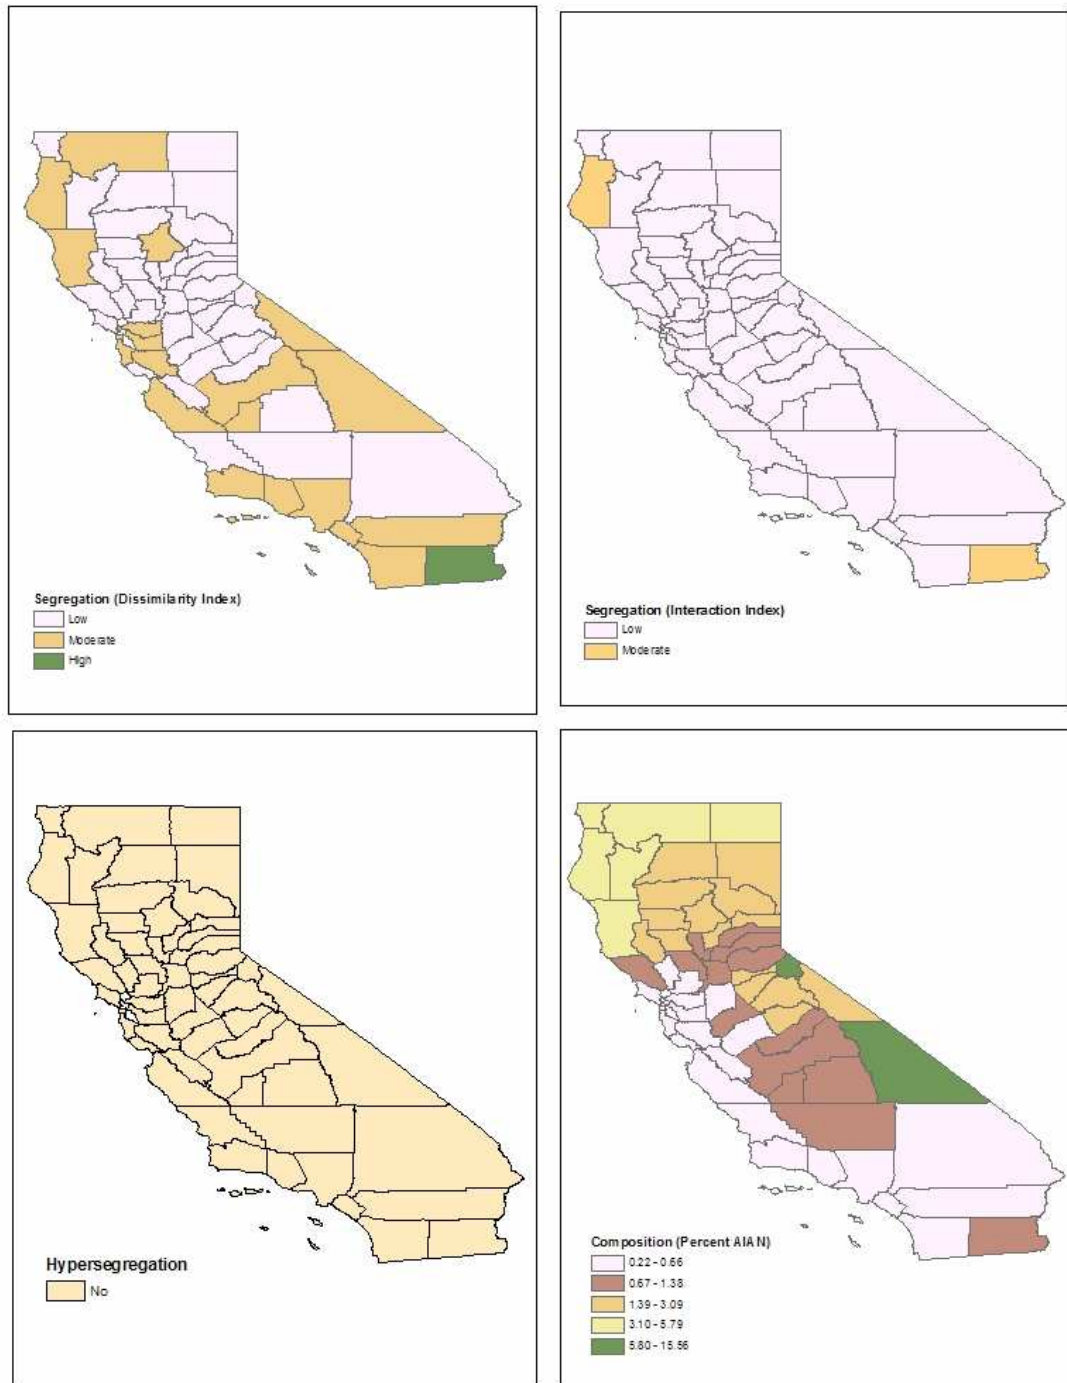 Segregation (Dissimilarity Index)
Low
Moderate
High
Segregation (Interaction Index)
Low
Moderate
Hypersegregation
No
Composition (Percent AIAN)
0.22 - 0.66
0.67 - 1.38
1.39 - 3.09
3.10 - 5.79
5.80 - 15.56